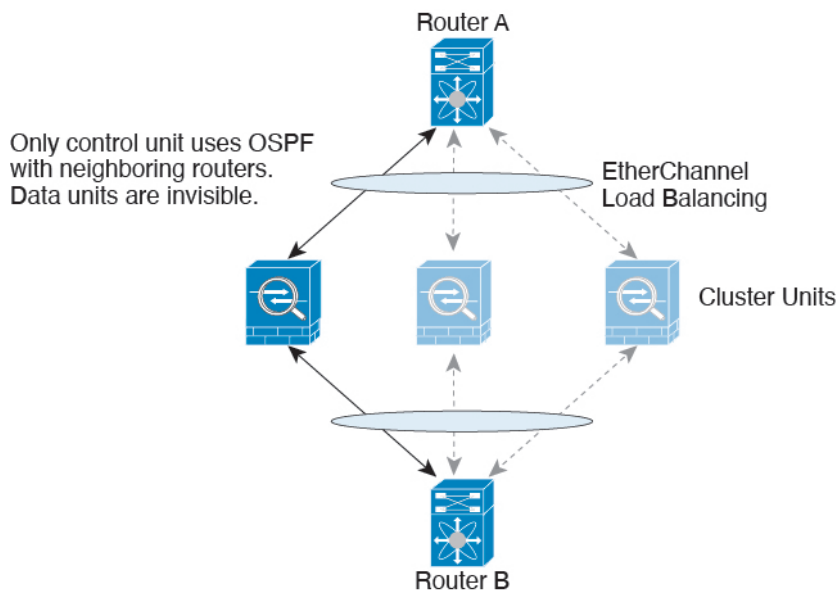 Router A
Only control unit uses OSPF
with neighboring routers.
Data units are invisible.
EtherChannel
Load Balancing
Cluster Units
Router B